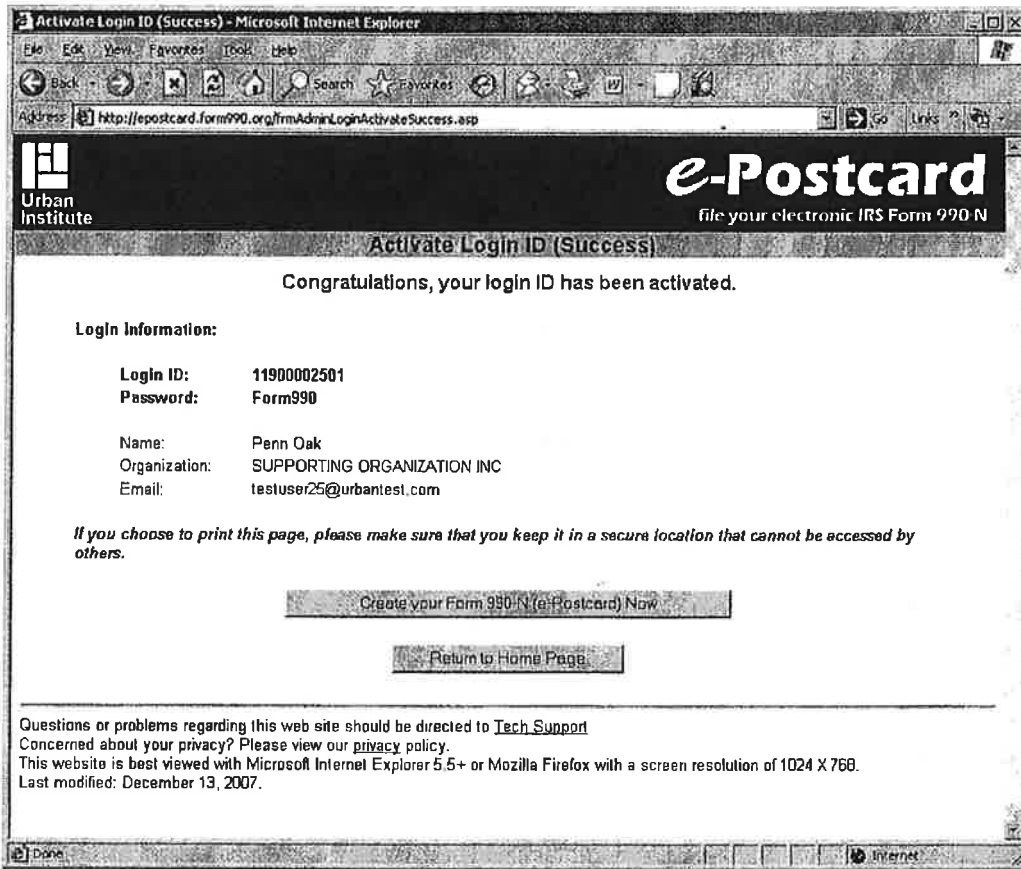 Activate Login ID (Success) - Microsoft Internet Explorer
File Edit View Favorites Tools Help
Back Search Favorites
Address http://epostcard.form990.org/frmAdminLoginActivateSuccess.asp Go Links
Urban
Institute
e-Postcard
file your electronic IRS Form 990-N
Activate Login ID (Success)
Congratulations, your login ID has been activated.
Login Information:
Login ID: 11900002501
Password: Form990
Name: Penn Oak
Organization: SUPPORTING ORGANIZATION INC
Email: testuser25@urbantest.com
If you choose to print this page, please make sure that you keep it in a secure location that cannot be accessed by
others.
Create your Form 990-N (e-Postcard) Now
Return to Home Page
Questions or problems regarding this web site should be directed to Tech Support
Concerned about your privacy? Please view our privacy policy.
This website is best viewed with Microsoft Internet Explorer 5.5+ or Mozilla Firefox with a screen resolution of 1024 X 768.
Last modified: December 13, 2007.
Done Internet